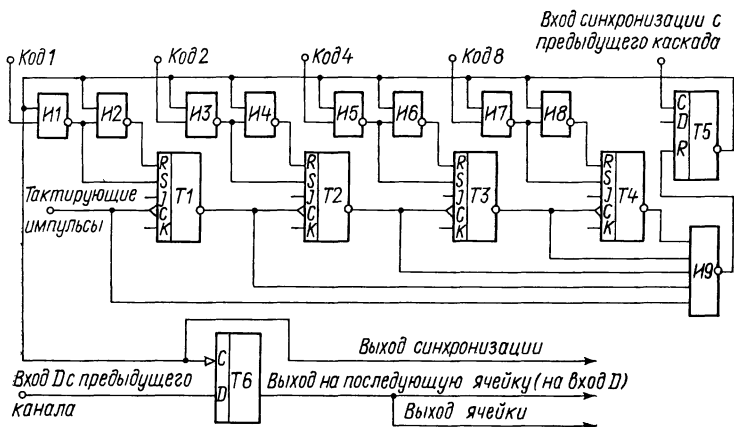 Вход синхронизации с
предыдущего каскада
Код 1
Код 2
Код 4
Код 8
И1
И2
И3
И4
И5
И6
И7
И8
C
D
R
T5
R
S
J
C
K
T1
R
S
J
C
K
T2
R
S
J
C
K
T3
R
S
J
C
K
T4
Тактирующие
импульсы
И9
C
D
T6
Выход синхронизации
Вход D с предыдущего
канала
Выход на последующую ячейку (на вход D)
Выход ячейки